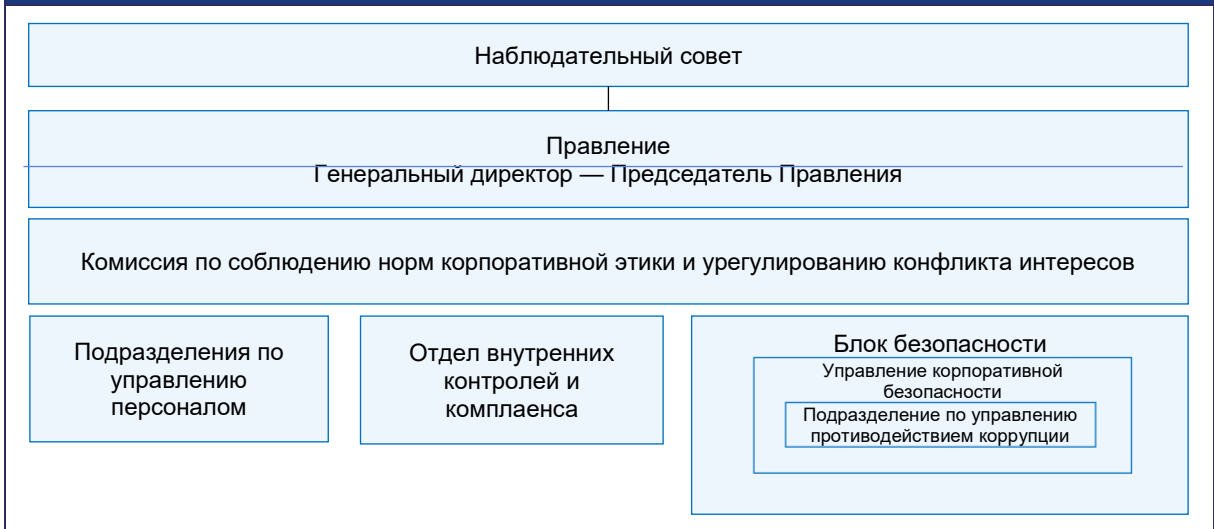 Наблюдательный совет
Правление
Генеральный директор — Председатель Правления
Комиссия по соблюдению норм корпоративной этики и урегулированию конфликта интересов
Подразделения по
управлению
персоналом
Отдел внутренних
контролей и
комплаенса
Блок безопасности
Управление корпоративной
безопасности
Подразделение по управлению
противодействием коррупции